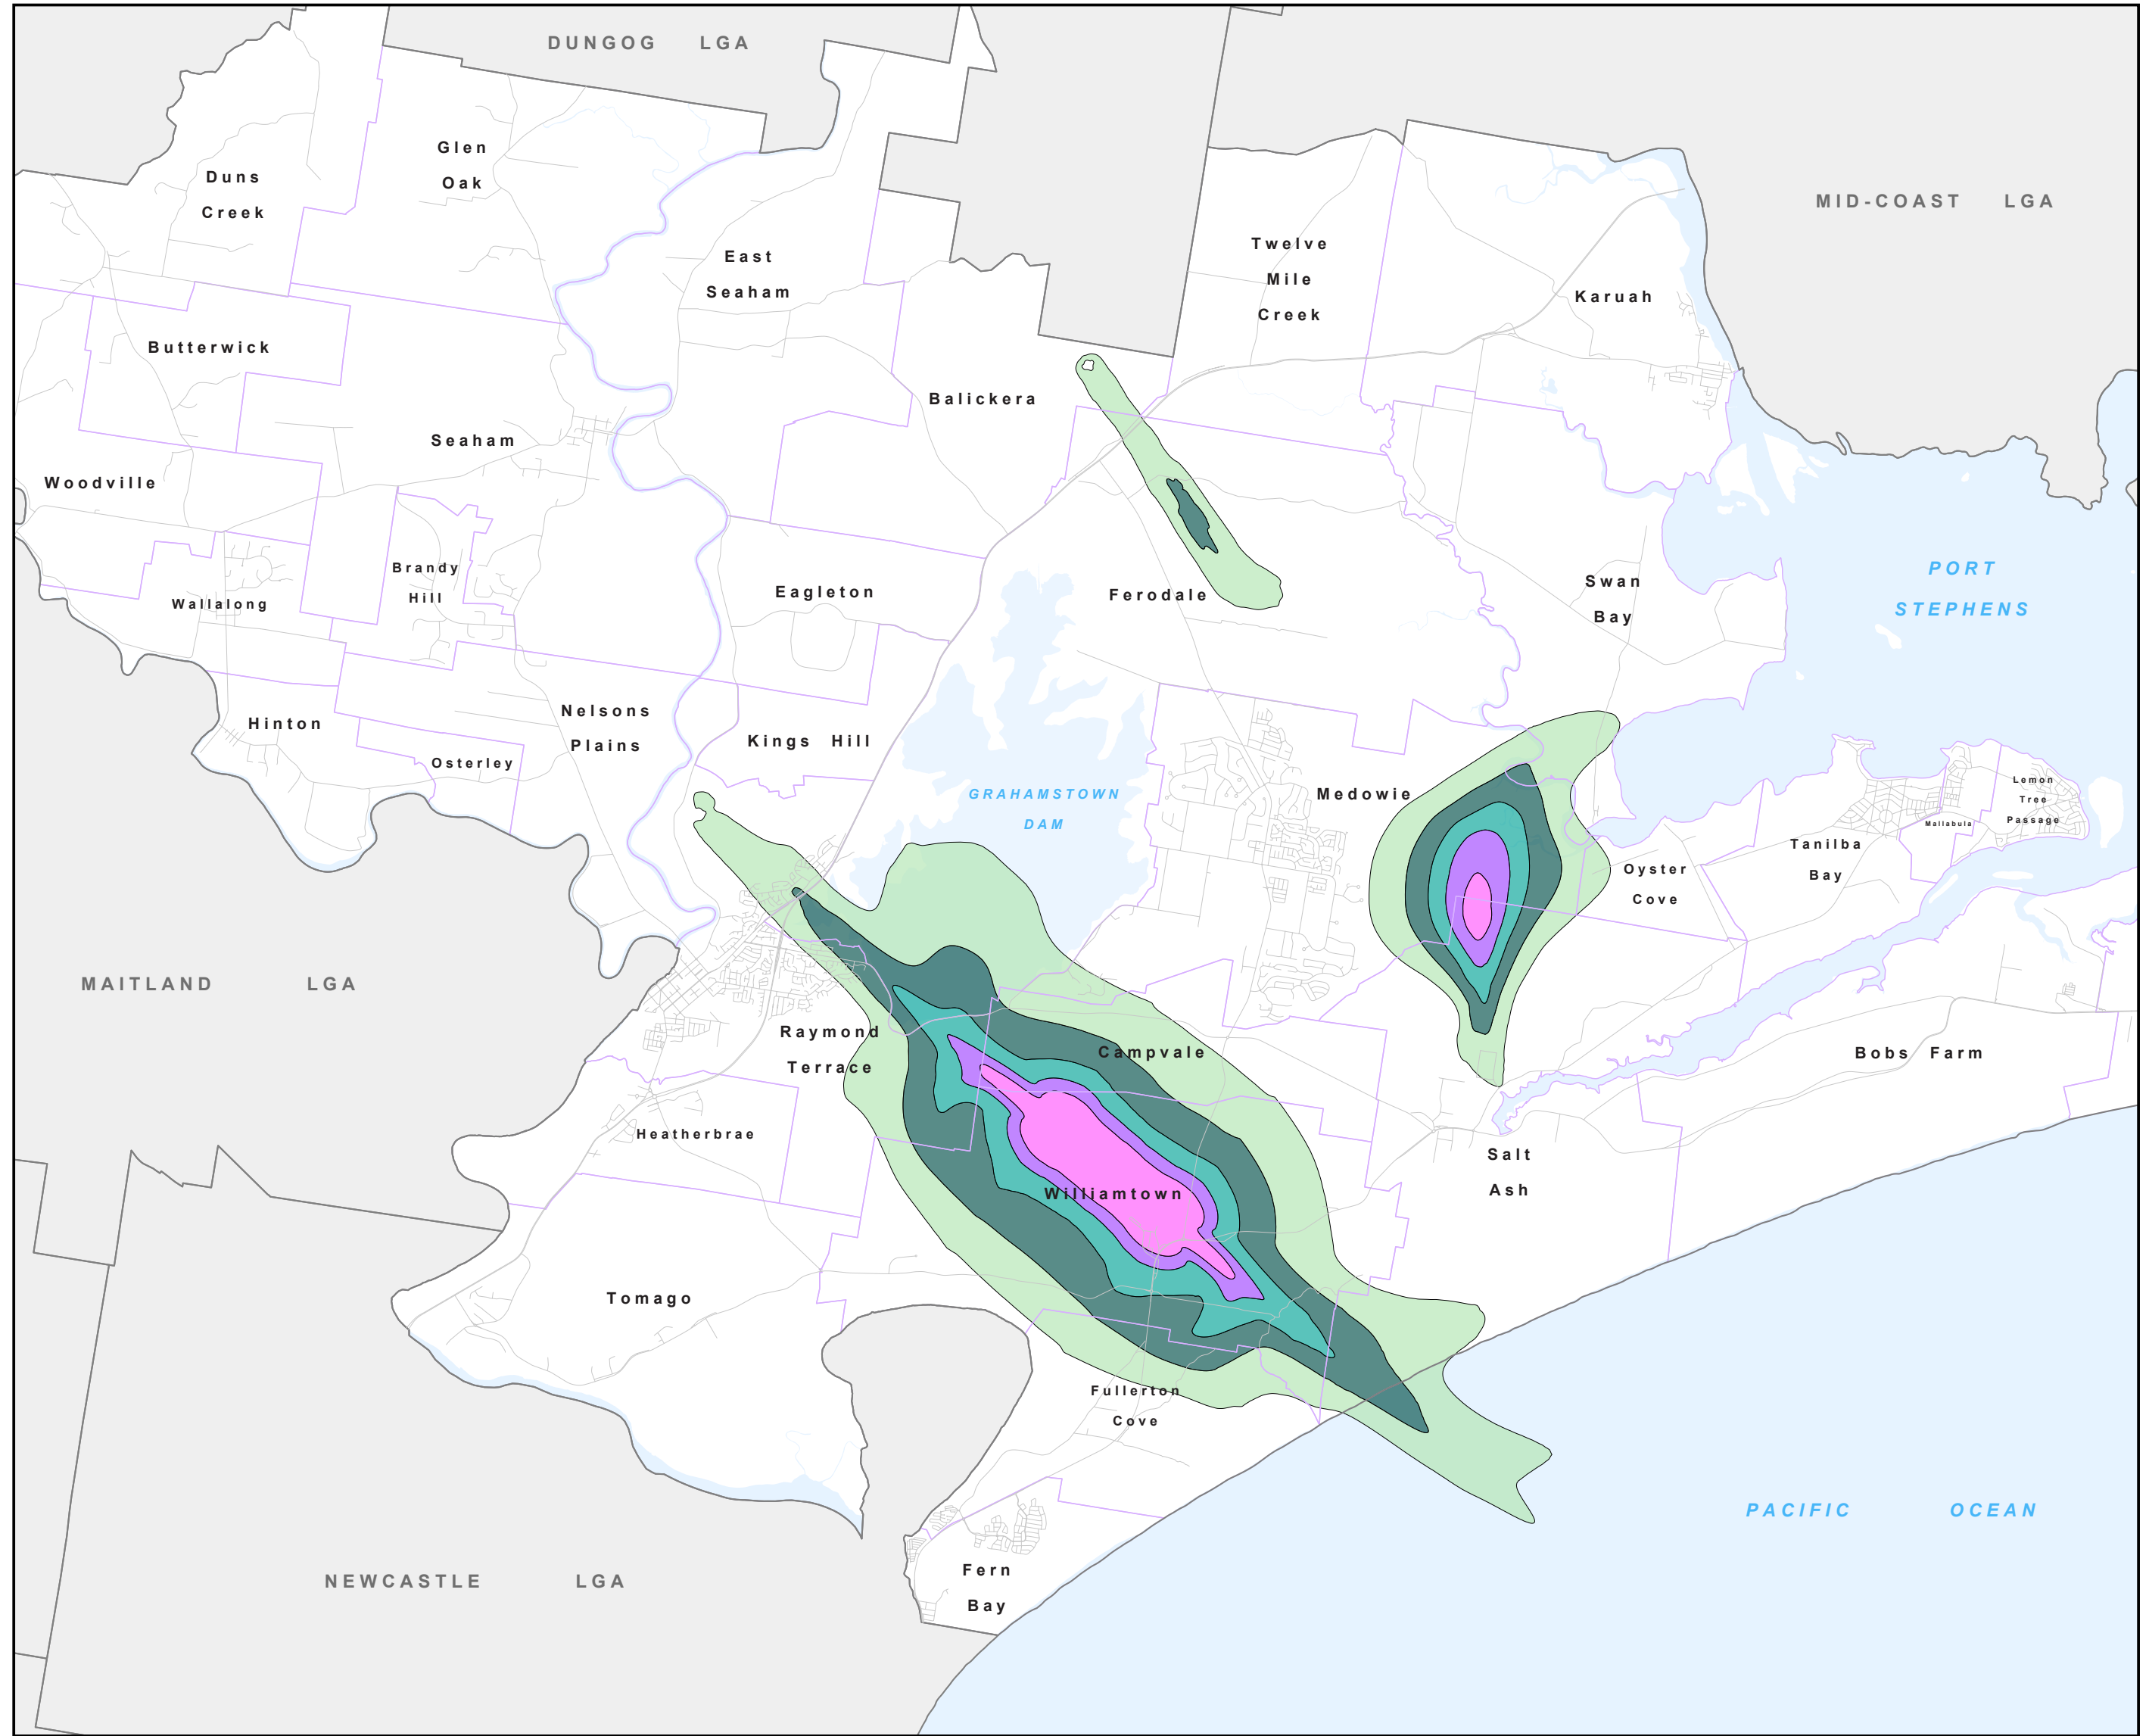 DUNGOG LGA
Glen
Oak
Duns
Creek
MID-COAST LGA
East
Seaham
Twelve
Mile
Creek
Karuah
Butterwick
Balickera
Seaham
Woodville
Brandy
Hill
Wallalong
Eagleton
Ferodale
Swan
Bay
PORT
STEPHENS
Nelsons
Plains
Hinton
Kings Hill
Osterley
GRAHAMSTOWN
DAM
Medowie
Lemon
Tree
Passage
Mallabula
Tanilba
Bay
Oyster
Cove
MAITLAND LGA
Raymond
Terrace
Campvale
Bobs Farm
Heatherbrae
Salt
Ash
Williamtown
Tomago
Fullerton
Cove
PACIFIC OCEAN
Fern
Bay
NEWCASTLE LGA